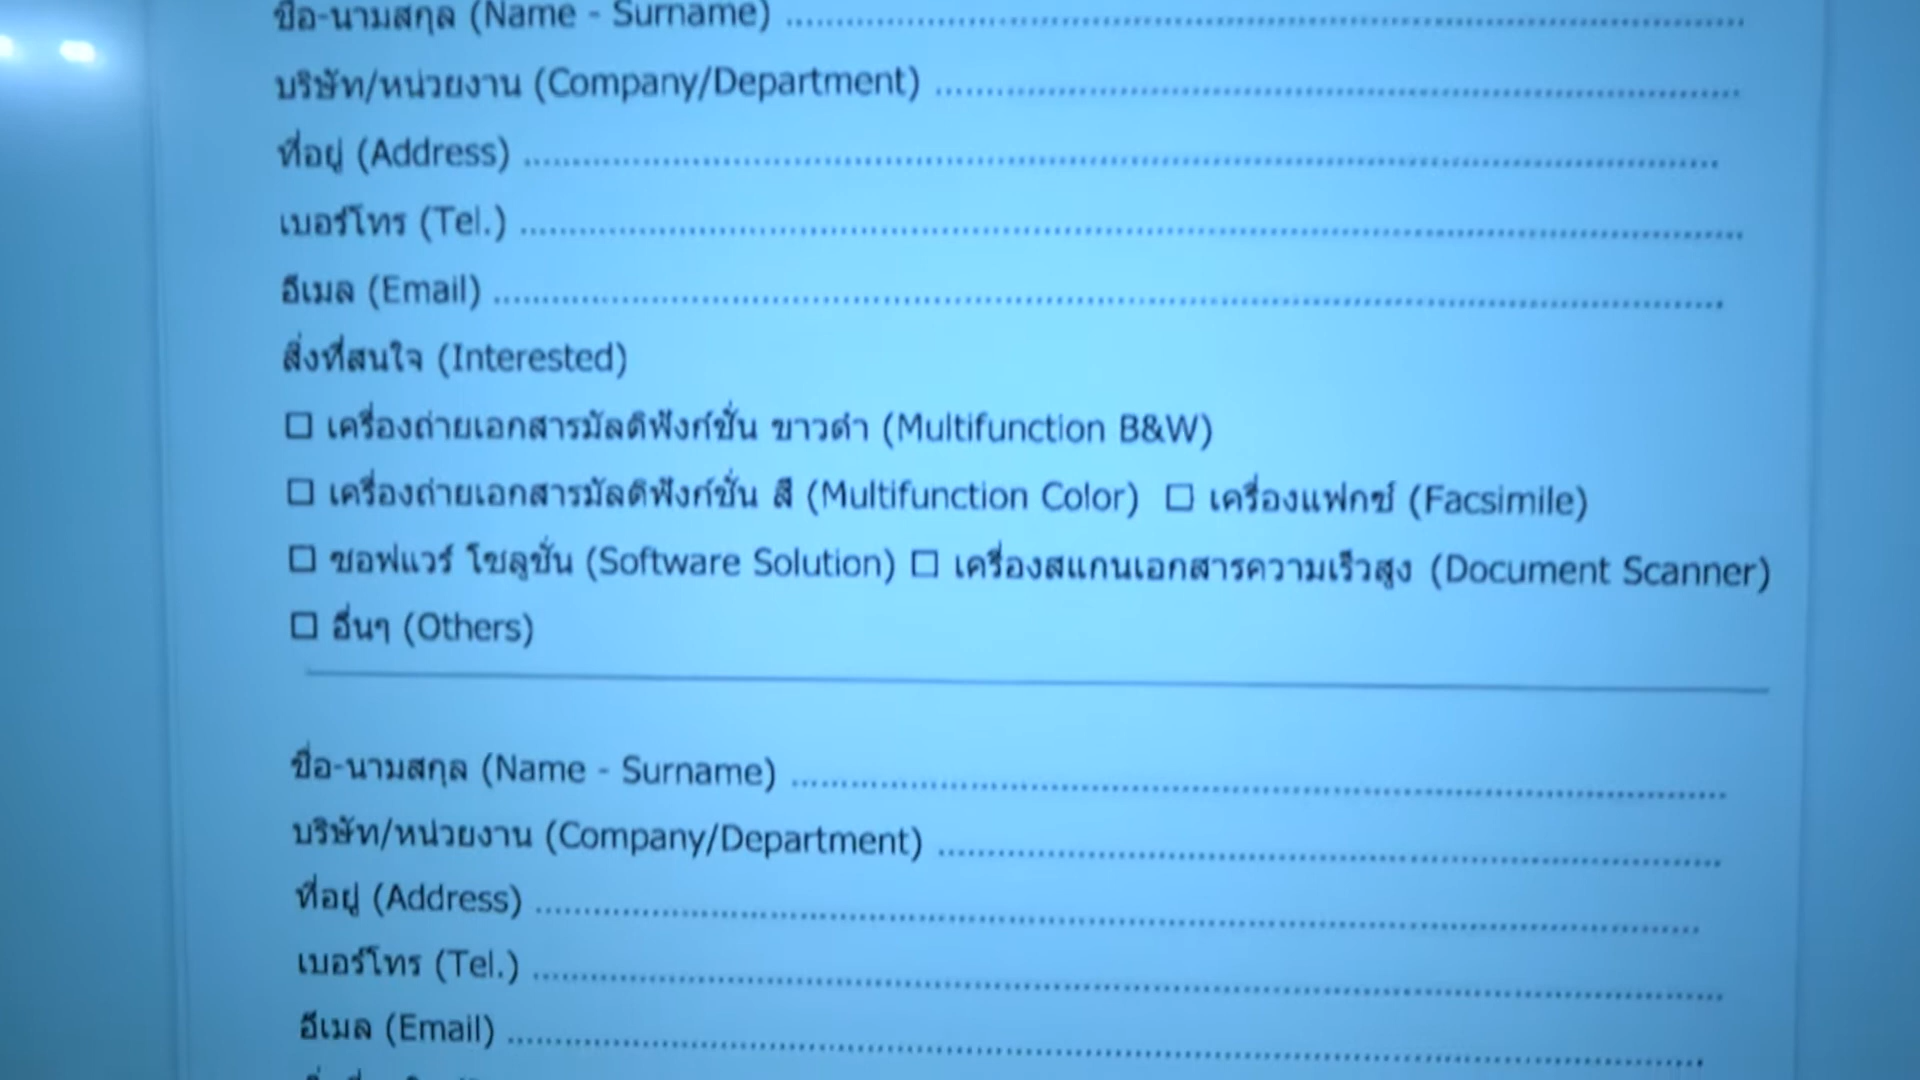 ชื่อ-นามสกุล (Name - Surname) ........................................................................
บริษัท/หน่วยงาน (Company/Department) ........................................................................
ที่อยู่ (Address) ........................................................................
เบอร์โทร (Tel.) ........................................................................
อีเมล (Email) ........................................................................
สิ่งที่สนใจ (Interested)
☐ เครื่องถ่ายเอกสารมัลติฟังก์ชั่น ขาวดำ (Multifunction B&W)
☐ เครื่องถ่ายเอกสารมัลติฟังก์ชั่น สี (Multifunction Color) ☐ เครื่องแฟกซ์ (Facsimile)
☐ ซอฟแวร์ โซลูชั่น (Software Solution) ☐ เครื่องสแกนเอกสารความเร็วสูง (Document Scanner)
☐ อื่นๆ (Others)
ชื่อ-นามสกุล (Name - Surname) ........................................................................
บริษัท/หน่วยงาน (Company/Department) ........................................................................
ที่อยู่ (Address) ........................................................................
เบอร์โทร (Tel.) ........................................................................
อีเมล (Email) ........................................................................